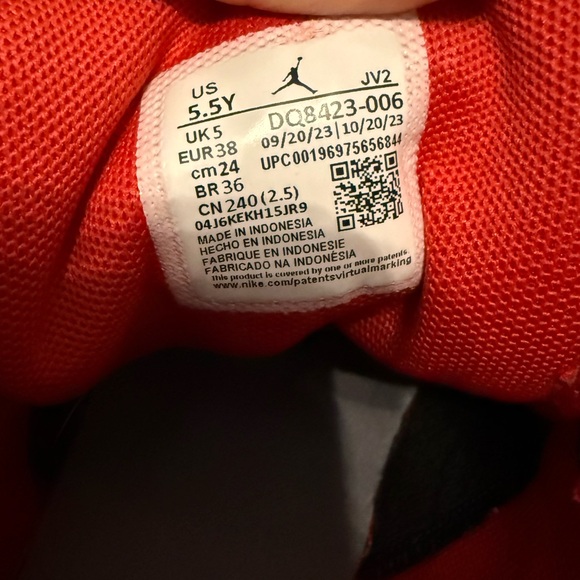 US JV2
5.5Y DQ8423-006
UK 5 09/20/23|10/20/23
EUR 38 UPC00196975656844
cm 24
BR 36
CN 240 (2.5)
04J6KEKH15JR9
MADE IN INDONESIA
HECHO EN INDONESIA
FABRIQUE EN INDONESIE
FABRICADO NA INDONÉSIA
This product is covered by one or more patents.
www.nike.com/patentsvirtualmarking